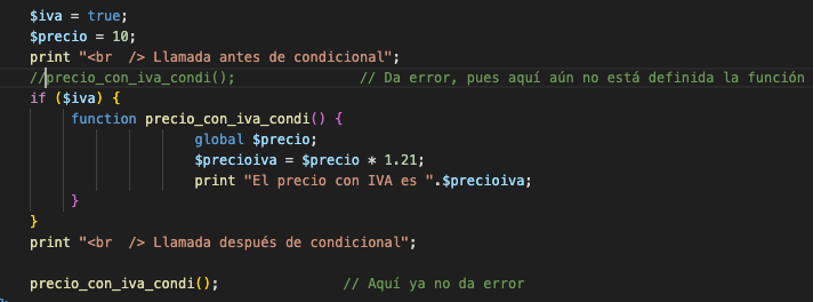 $iva = true;
$precio = 10;
print "<br  /> Llamada antes de condicional";
//precio_con_iva_condi();               // Da error, pues aquí aún no está definida la función
if ($iva) {
     function precio_con_iva_condi() {
                    global $precio;
                    $precioiva = $precio * 1.21;
                    print "El precio con IVA es ".$precioiva;
     }
}
print "<br  /> Llamada después de condicional";

precio_con_iva_condi();               // Aquí ya no da error